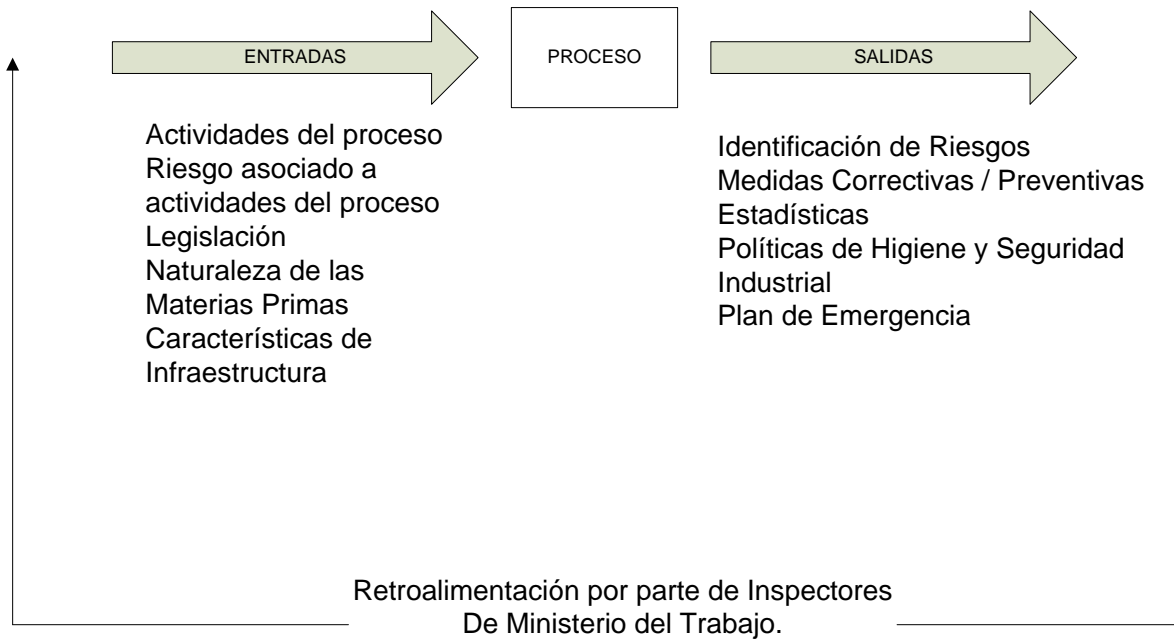 ENTRADAS
PROCESO
SALIDAS
Actividades del proceso
Riesgo asociado a
actividades del proceso
Legislación
Naturaleza de las
Materias Primas
Características de
Infraestructura
Identificación de Riesgos
Medidas Correctivas / Preventivas
Estadísticas
Políticas de Higiene y Seguridad
Industrial
Plan de Emergencia
Retroalimentación por parte de Inspectores
De Ministerio del Trabajo.